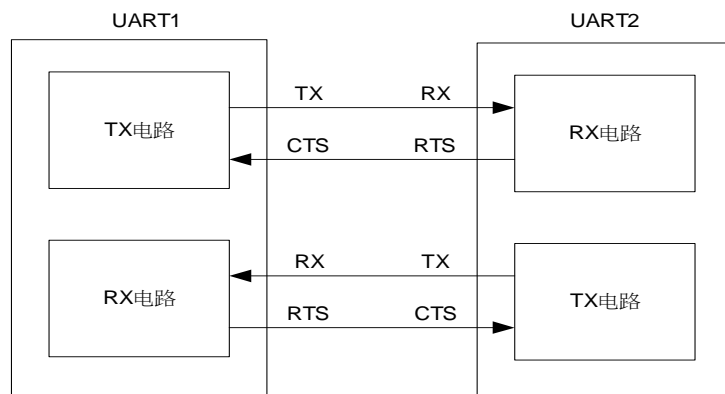 UART1 UART2
TX电路
TX RX
RX电路
CTS RTS
RX电路
RX TX
TX电路
RTS CTS